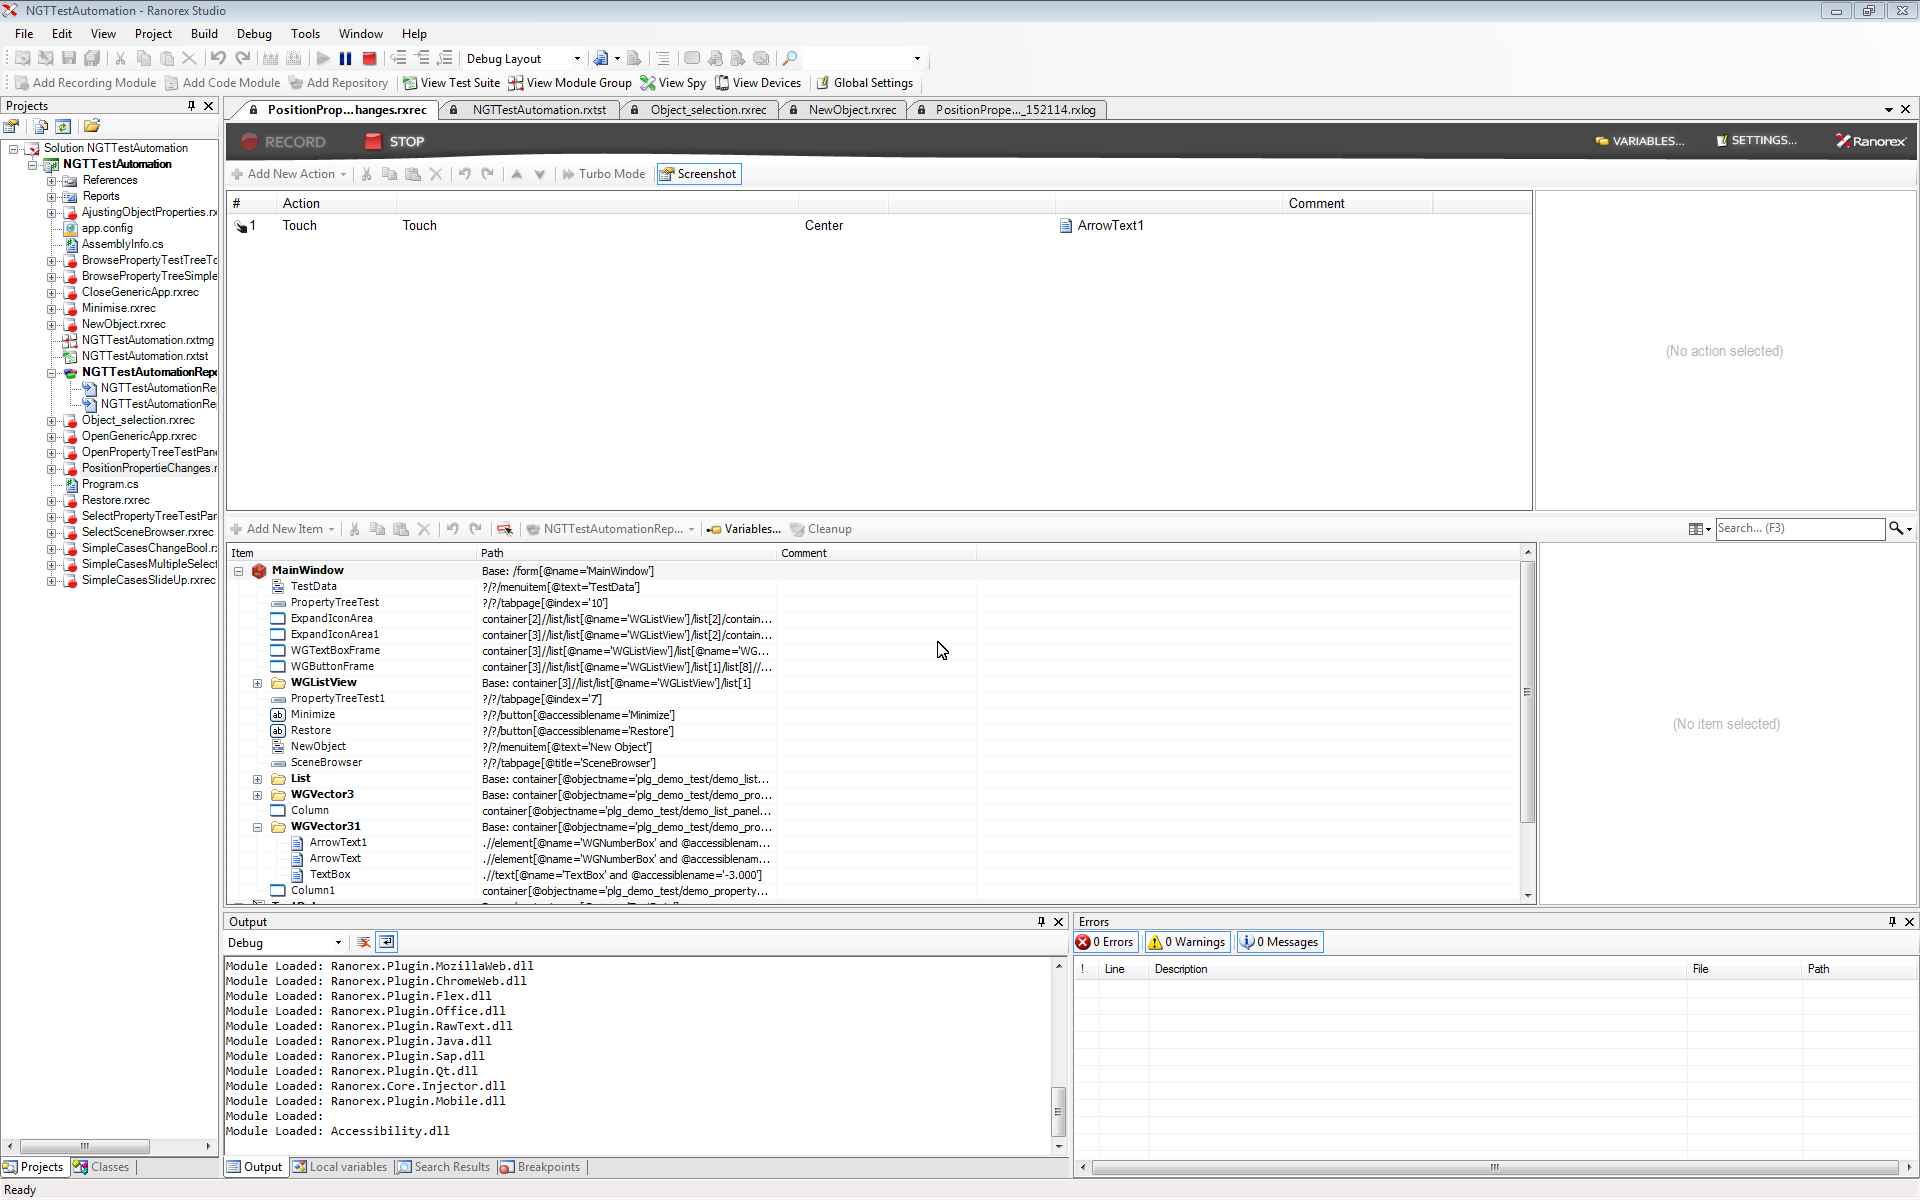 NGTTestAutomation - Ranorex Studio
File Edit View Project Build Debug Tools Window Help
Debug Layout
Add Recording Module Add Code Module Add Repository View Test Suite View Module Group View Spy View Devices Global Settings
Projects
PositionProp...hanges.rxrec NGTTestAutomation.rxtst Object_selection.rxrec NewObject.rxrec PositionPrope..._152114.rxlog
RECORD STOP VARIABLES... SETTINGS... Ranorex
Add New Action Turbo Mode Screenshot
# Action Comment
1 Touch Touch Center ArrowText1
(No action selected)
Solution NGTTestAutomation
NGTTestAutomation
References
Reports
AjustingObjectProperties.rx
app.config
AssemblyInfo.cs
BrowsePropertyTestTreeTo
BrowsePropertyTreeSimple
CloseGenericApp.rxrec
Minimise.rxrec
NewObject.rxrec
NGTTestAutomation.rxtmg
NGTTestAutomation.rxtst
NGTTestAutomationRepo
NGTTestAutomationRe
NGTTestAutomationRe
Object_selection.rxrec
OpenGenericApp.rxrec
OpenPropertyTreeTestPane
PositionPropertieChanges.r
Program.cs
Restore.rxrec
SelectPropertyTreeTestPar
SelectSceneBrowser.rxrec
SimpleCasesChangeBool.rx
SimpleCasesMultipleSelect
SimpleCasesSlideUp.rxrec
Add New Item NGTTestAutomationRep... Variables... Cleanup Search... (F3)
Item Path Comment
MainWindow Base: /form[@name='MainWindow']
TestData ?/?/menuitem[@text='TestData']
PropertyTreeTest ?/?/tabpage[@index='10']
ExpandIconArea container[2]//list/list[@name='WGListView']/list[2]/contain...
ExpandIconArea1 container[3]//list/list[@name='WGListView']/list[2]/contain...
WGTextBoxFrame container[3]//list[@name='WGListView']/list[@name='WG...
WGButtonFrame container[3]//list/list[@name='WGListView']/list[1]/list[8]//...
WGListView Base: container[3]//list/list[@name='WGListView']/list[1]
PropertyTreeTest1 ?/?/tabpage[@index='7']
Minimize ?/?/button[@accessiblename='Minimize']
Restore ?/?/button[@accessiblename='Restore']
NewObject ?/?/menuitem[@text='New Object']
SceneBrowser ?/?/tabpage[@title='SceneBrowser']
List Base: container[@objectname='plg_demo_test/demo_list...
WGVector3 Base: container[@objectname='plg_demo_test/demo_pro...
Column container[@objectname='plg_demo_test/demo_list_panel...
WGVector31 Base: container[@objectname='plg_demo_test/demo_pro...
ArrowText1 .//element[@name='WGNumberBox' and @accessiblenam...
ArrowText .//element[@name='WGNumberBox' and @accessiblenam...
TextBox .//text[@name='TextBox' and @accessiblename='-3.000']
Column1 container[@objectname='plg_demo_test/demo_property...
(No item selected)
Output
Debug
Module Loaded: Ranorex.Plugin.MozillaWeb.dll
Module Loaded: Ranorex.Plugin.ChromeWeb.dll
Module Loaded: Ranorex.Plugin.Flex.dll
Module Loaded: Ranorex.Plugin.Office.dll
Module Loaded: Ranorex.Plugin.RawText.dll
Module Loaded: Ranorex.Plugin.Java.dll
Module Loaded: Ranorex.Plugin.Sap.dll
Module Loaded: Ranorex.Plugin.Qt.dll
Module Loaded: Ranorex.Core.Injector.dll
Module Loaded: Ranorex.Plugin.Mobile.dll
Module Loaded:
Module Loaded: Accessibility.dll
Errors
0 Errors 0 Warnings 0 Messages
! Line Description File Path
Projects Classes Output Local variables Search Results Breakpoints
Ready